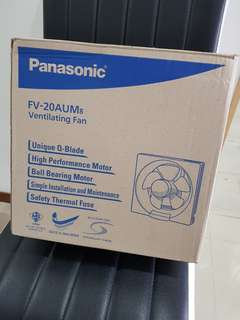 Panasonic
FV-20AUM8
Ventilating Fan
Unique Q-Blade
High Performance Motor
Ball Bearing Motor
Simple Installation and Maintenance
Safety Thermal Fuse